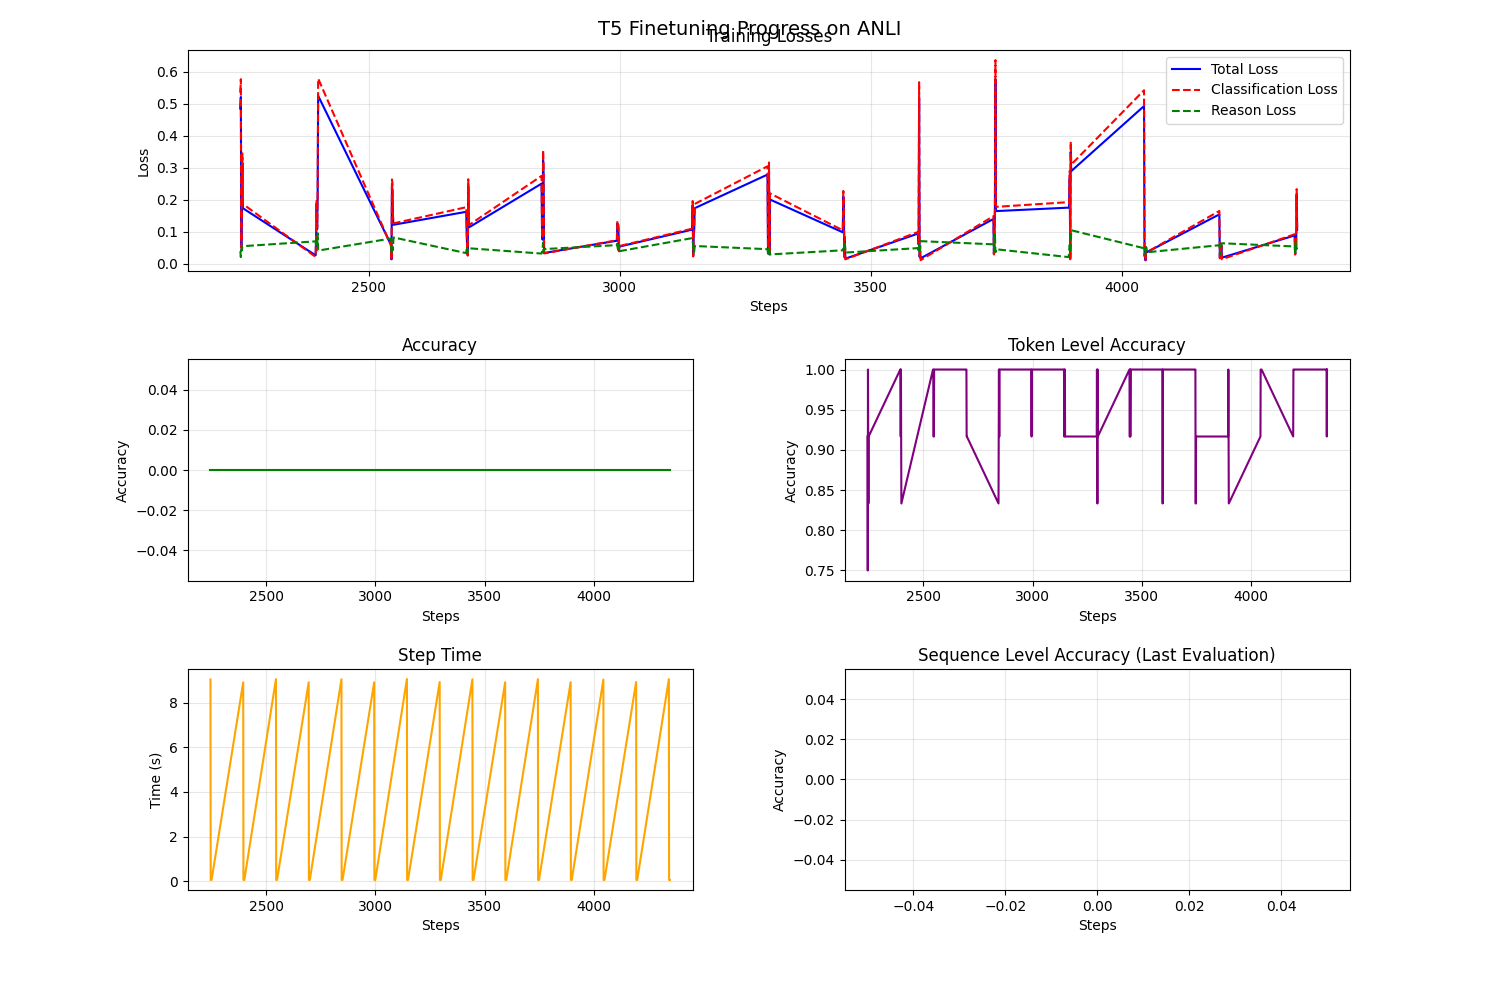 T5 Finetuning Progress on ANLI
Training Losses
Loss
0.6
0.5
0.4
0.3
0.2
0.1
0.0
Total Loss
Classification Loss
Reason Loss
2500 3000 3500 4000
Steps
Accuracy
Accuracy
0.04
0.02
0.00
−0.02
−0.04
2500 3000 3500 4000
Steps
Token Level Accuracy
Accuracy
1.00
0.95
0.90
0.85
0.80
0.75
2500 3000 3500 4000
Steps
Step Time
Time (s)
8
6
4
2
0
2500 3000 3500 4000
Steps
Sequence Level Accuracy (Last Evaluation)
Accuracy
0.04
0.02
0.00
−0.02
−0.04
−0.04 −0.02 0.00 0.02 0.04
Steps